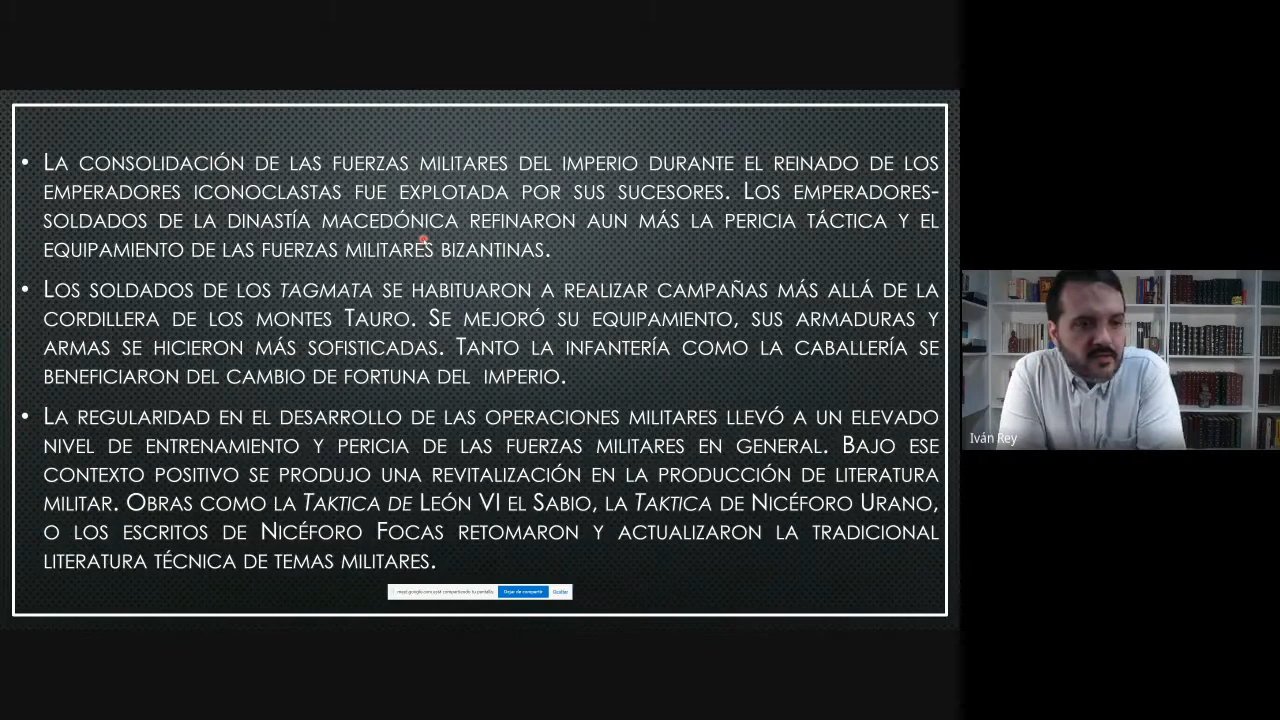 • La consolidación de las fuerzas militares del imperio durante el reinado de los
emperadores iconoclastas fue explotada por sus sucesores. Los emperadores-
soldados de la dinastía macedónica refinaron aun más la pericia táctica y el
equipamiento de las fuerzas militares bizantinas.
• Los soldados de los tagmata se habituaron a realizar campañas más allá de la
cordillera de los montes Tauro. Se mejoró su equipamiento, sus armaduras y
armas se hicieron más sofisticadas. Tanto la infantería como la caballería se
beneficiaron del cambio de fortuna del imperio.
• La regularidad en el desarrollo de las operaciones militares llevó a un elevado
nivel de entrenamiento y pericia de las fuerzas militares en general. Bajo ese
contexto positivo se produjo una revitalización en la producción de literatura
militar. Obras como la Taktica de León VI el Sabio, la Taktica de Nicéforo Urano,
o los escritos de Nicéforo Focas retomaron y actualizaron la tradicional
literatura técnica de temas militares.
meet.google.com está compartiendo tu pantalla. Dejar de compartir Ocultar
Iván Rey